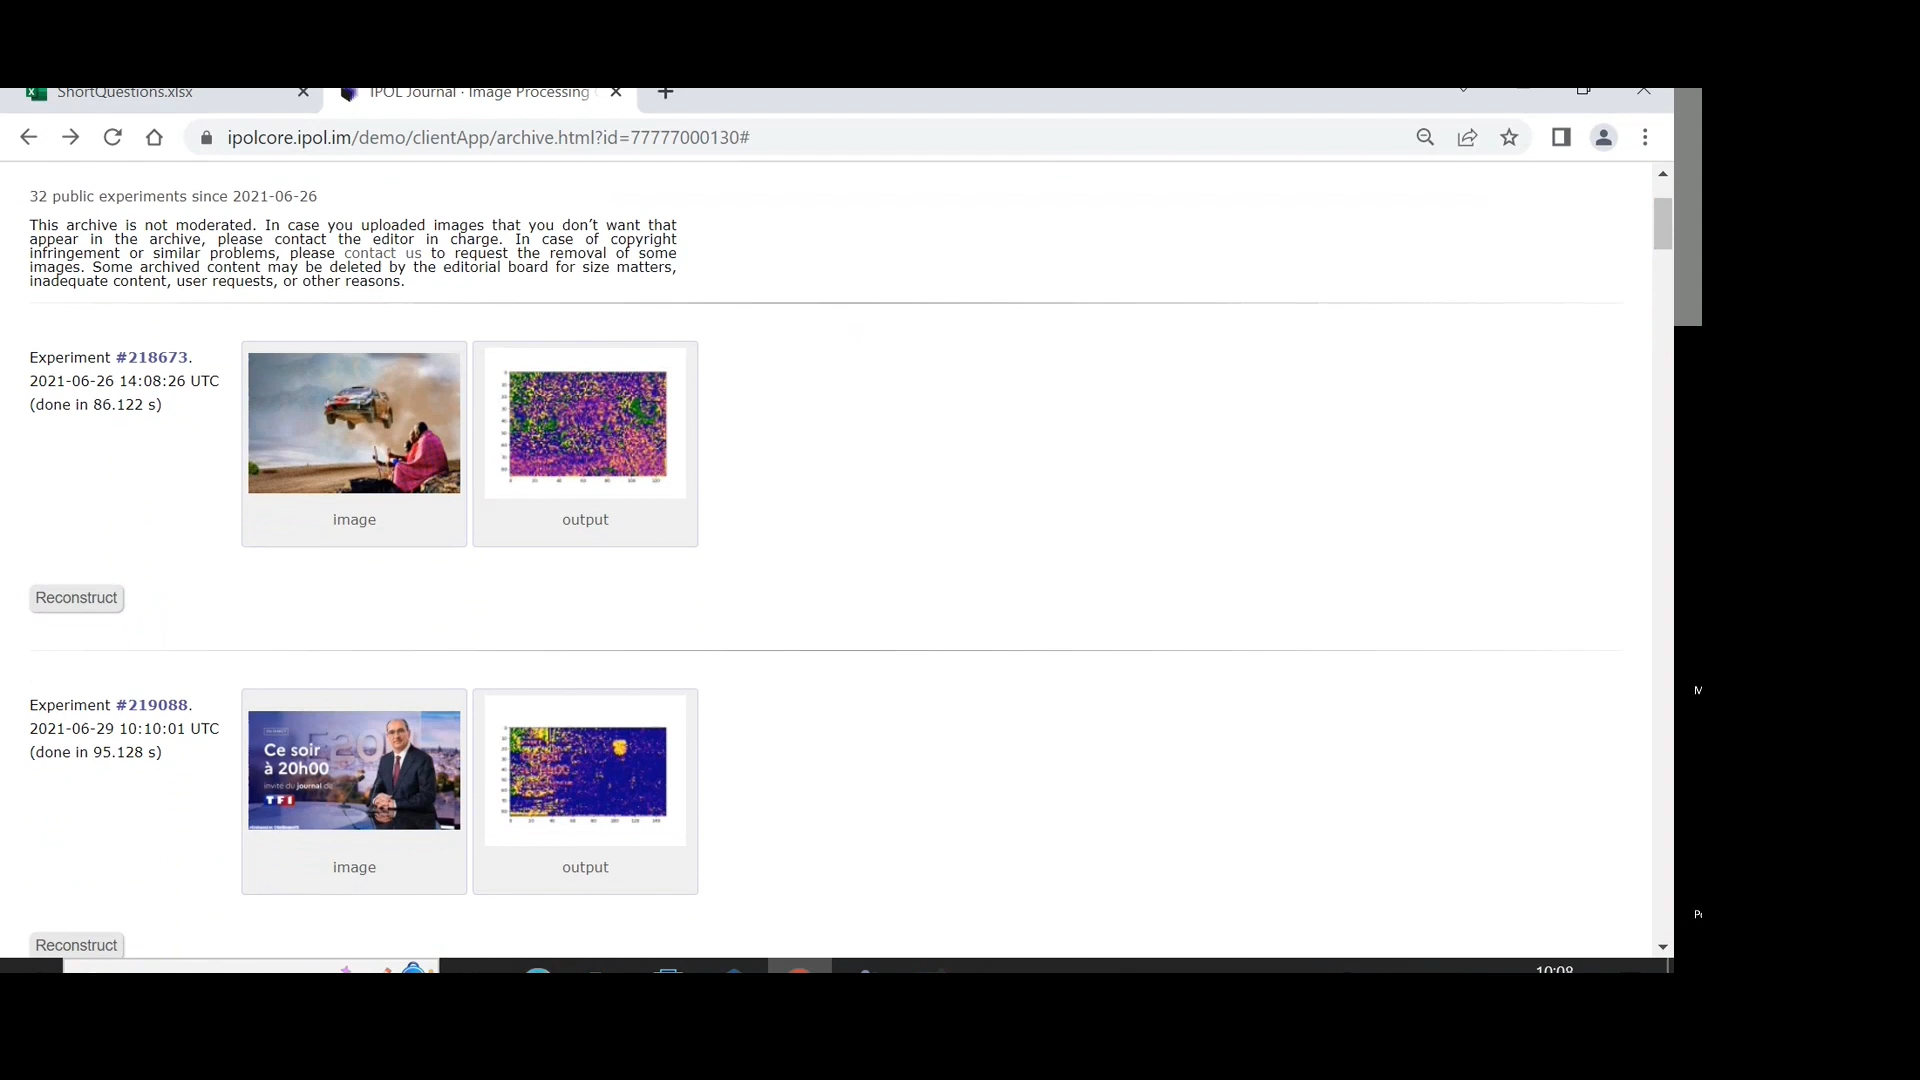 ShortQuestions.xlsx
IPOL Journal · Image Processing
ipolcore.ipol.im/demo/clientApp/archive.html?id=77777000130#
32 public experiments since 2021-06-26
This archive is not moderated. In case you uploaded images that you don’t want that
appear in the archive, please contact the editor in charge. In case of copyright
infringement or similar problems, please contact us to request the removal of some
images. Some archived content may be deleted by the editorial board for size matters,
inadequate content, user requests, or other reasons.
Experiment #218673.
2021-06-26 14:08:26 UTC
(done in 86.122 s)
image
output
Reconstruct
Experiment #219088.
2021-06-29 10:10:01 UTC
(done in 95.128 s)
Ce soir
à 20h00
invité du journal de
TF1
image
output
Reconstruct
10:08